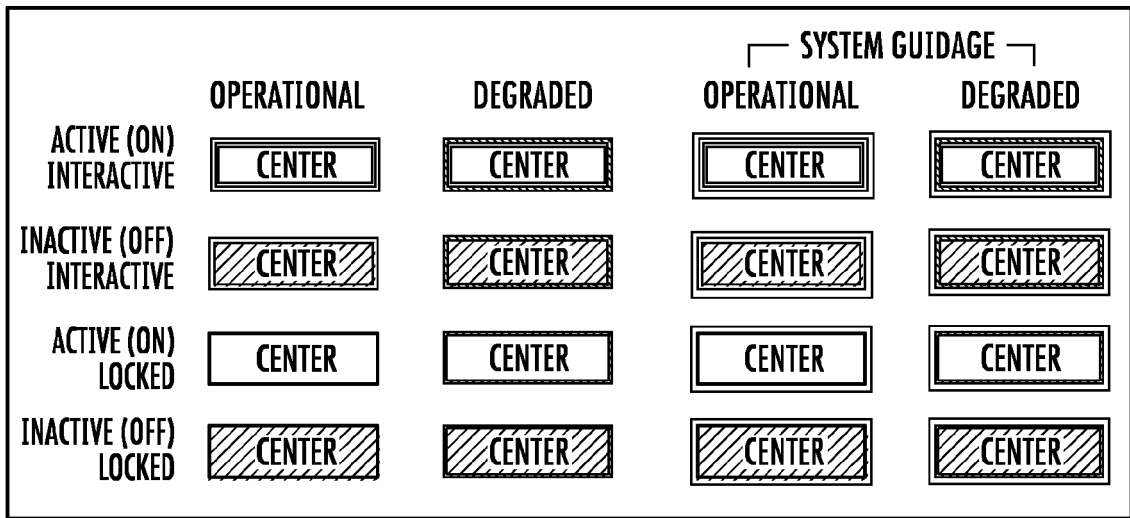 SYSTEM GUIDAGE
OPERATIONAL DEGRADED OPERATIONAL DEGRADED
ACTIVE (ON)
INTERACTIVE CENTER CENTER CENTER CENTER
INACTIVE (OFF)
INTERACTIVE CENTER CENTER CENTER CENTER
ACTIVE (ON)
LOCKED CENTER CENTER CENTER CENTER
INACTIVE (OFF)
LOCKED CENTER CENTER CENTER CENTER